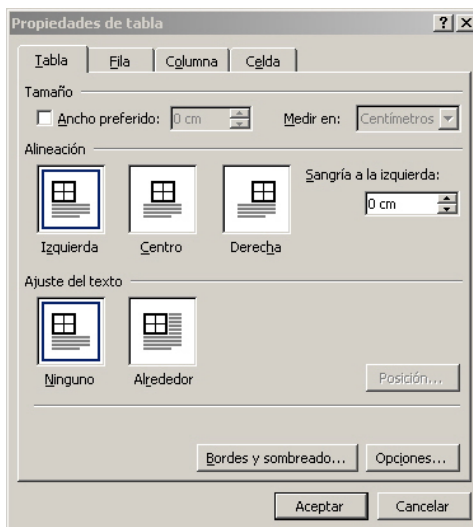 Propiedades de tabla
Tabla Fila Columna Celda
Tamaño
Ancho preferido: 0 cm Medir en: Centímetros
Alineación
Sangría a la izquierda:
0 cm
Izquierda Centro Derecha
Ajuste del texto
Ninguno Alrededor Posición...
Bordes y sombreado... Opciones...
Aceptar Cancelar